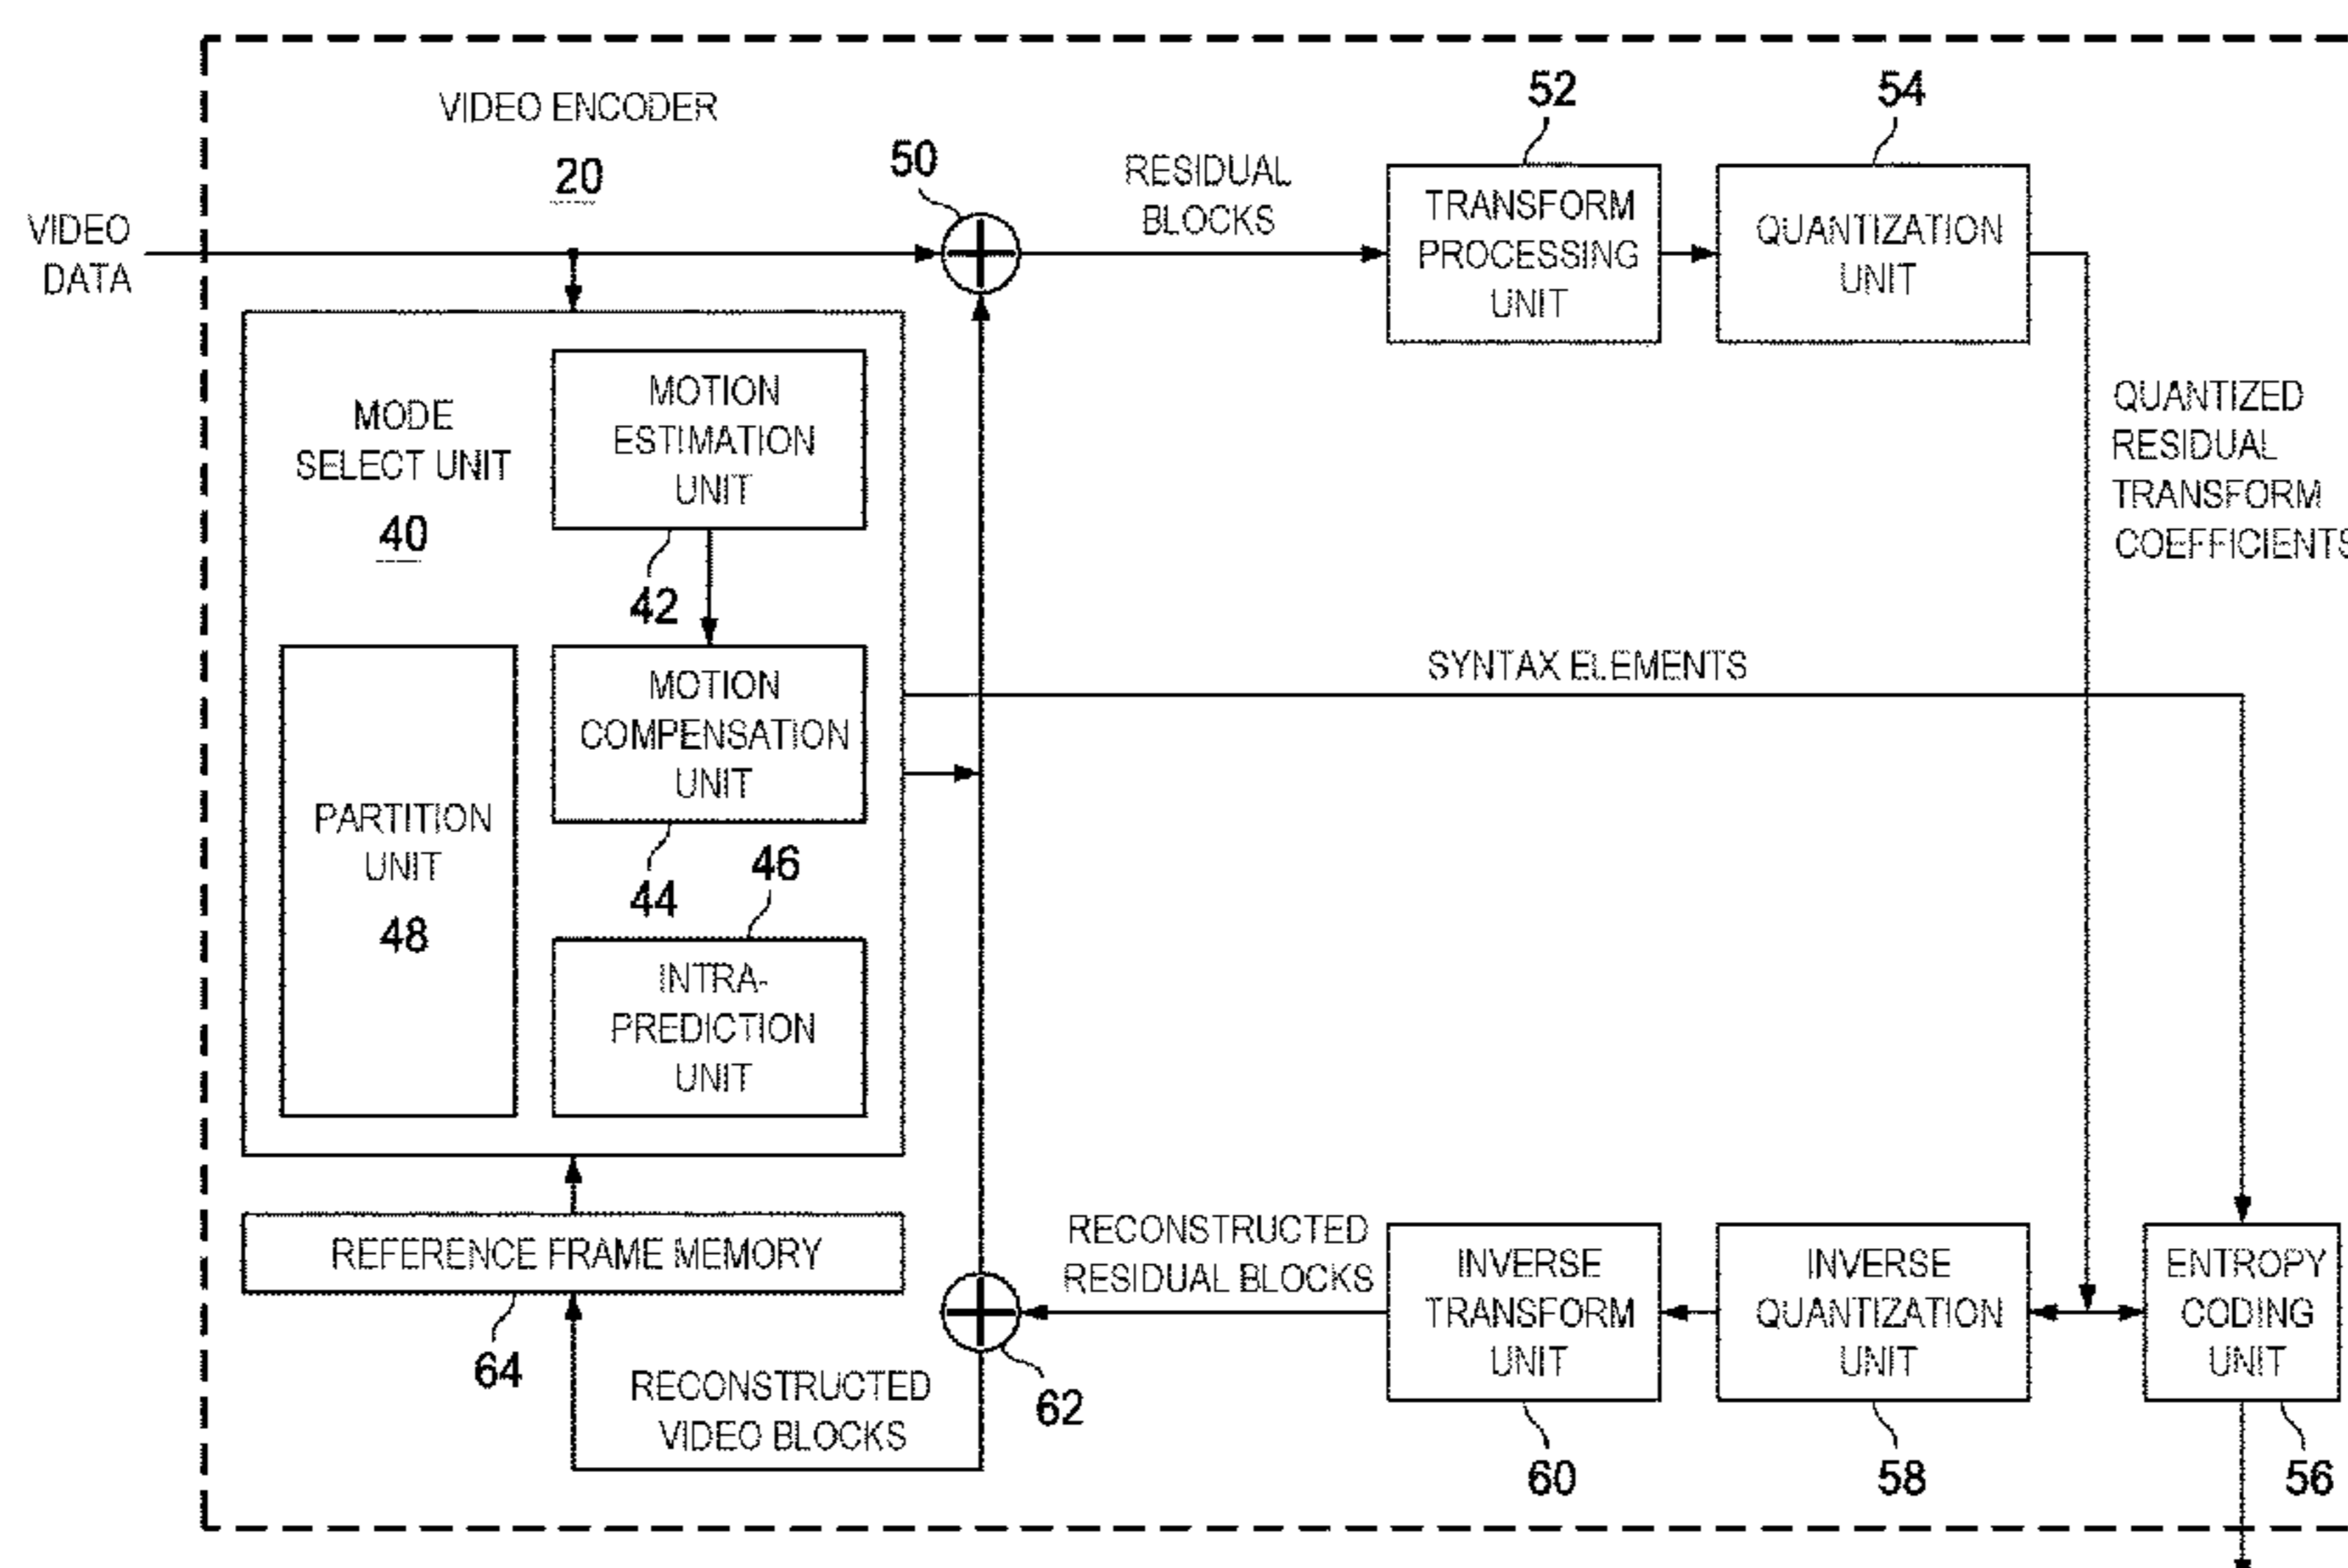 VIDEO ENCODER
20
VIDEO
DATA
50
RESIDUAL
BLOCKS
52
TRANSFORM
PROCESSING
UNIT
54
QUANTIZATION
UNIT
MODE
SELECT UNIT
40
MOTION
ESTIMATION
UNIT
42
QUANTIZED
RESIDUAL
TRANSFORM
COEFFICIENTS
PARTITION
UNIT
48
MOTION
COMPENSATION
UNIT
44
SYNTAX ELEMENTS
46
INTRA-
PREDICTION
UNIT
REFERENCE FRAME MEMORY
64
RECONSTRUCTED
VIDEO BLOCKS
62
RECONSTRUCTED
RESIDUAL BLOCKS
INVERSE
TRANSFORM
UNIT
60
INVERSE
QUANTIZATION
UNIT
58
ENTROPY
CODING
UNIT
56